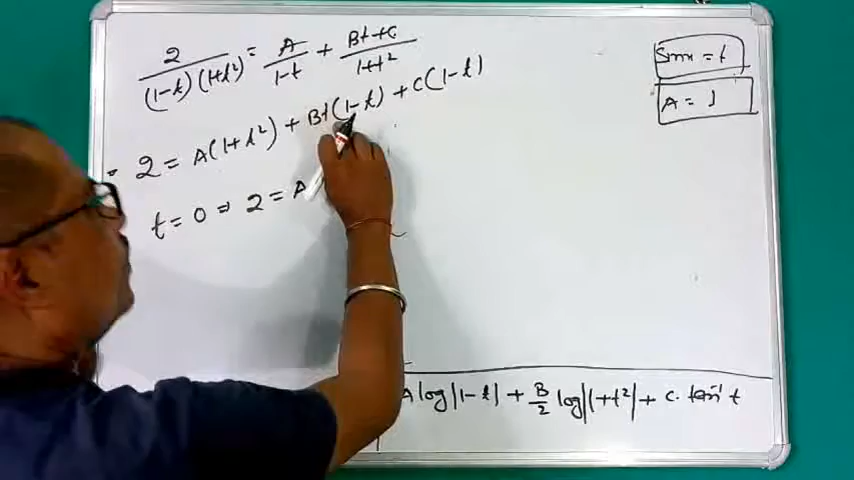 2/((1-t)(1+t²)) = A/(1-t) + (Bt+C)/(1+t²)
= 2 = A(1+t²) + Bt(1-t) + C(1-t)
t = 0 ⇒ 2 = A
Sinx = t
A = 1
A log|1-t| + B/2 log|1+t²| + C. tan⁻¹ t